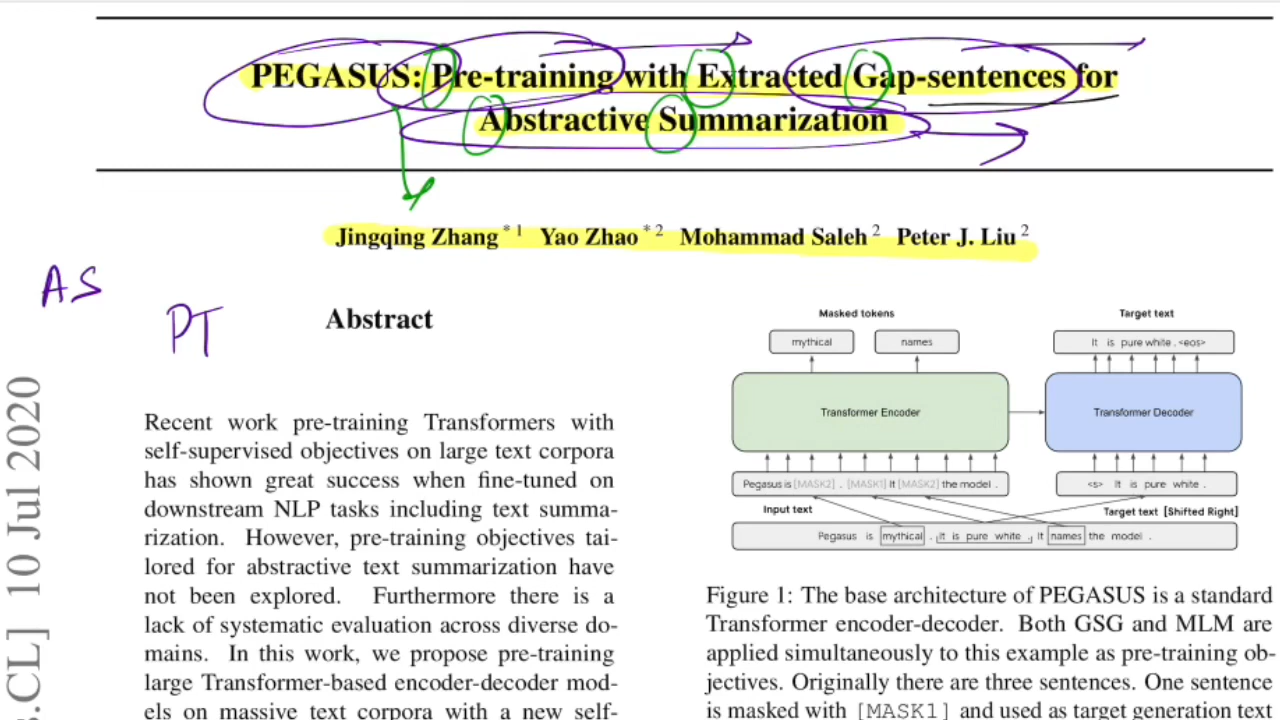 PEGASUS: Pre-training with Extracted Gap-sentences for
Abstractive Summarization
Jingqing Zhang * 1 Yao Zhao * 2 Mohammad Saleh 2 Peter J. Liu 2
AS
PT
s.CL] 10 Jul 2020
Abstract
Recent work pre-training Transformers with
self-supervised objectives on large text corpora
has shown great success when fine-tuned on
downstream NLP tasks including text summa-
rization. However, pre-training objectives tai-
lored for abstractive text summarization have
not been explored. Furthermore there is a
lack of systematic evaluation across diverse do-
mains. In this work, we propose pre-training
large Transformer-based encoder-decoder mod-
els on massive text corpora with a new self-
Masked tokens
Target text
mythical
names
It is pure white . <eos>
Transformer Encoder
Transformer Decoder
Pegasus is [MASK2] . [MASK1] It [MASK2] the model .
<s> It is pure white .
Input text
Target text [Shifted Right]
Pegasus is mythical . It is pure white . It names the model .
Figure 1: The base architecture of PEGASUS is a standard
Transformer encoder-decoder. Both GSG and MLM are
applied simultaneously to this example as pre-training ob-
jectives. Originally there are three sentences. One sentence
is masked with [MASK1] and used as target generation text